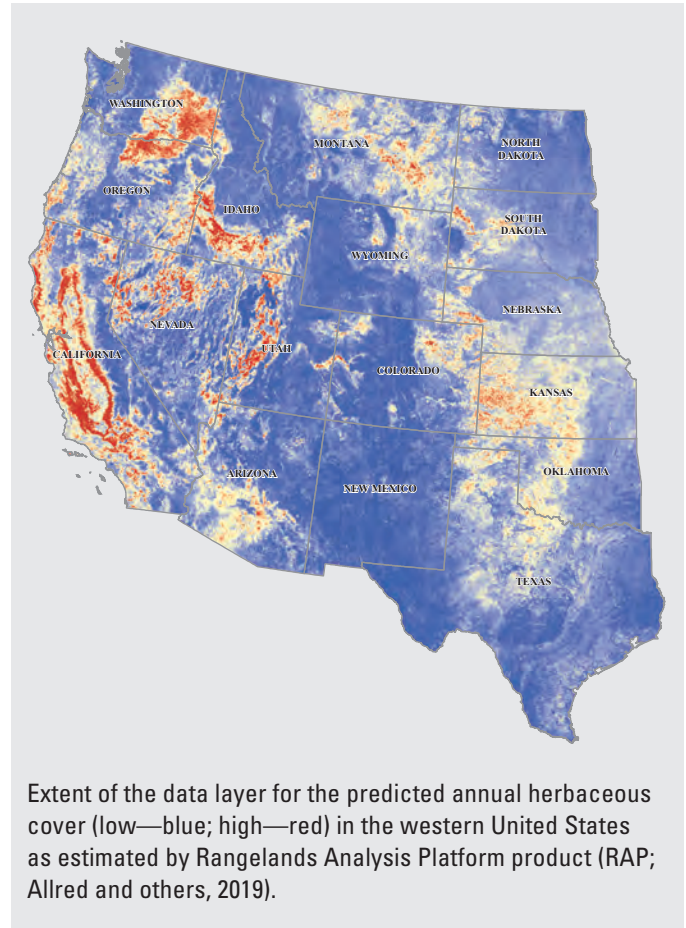 WASHINGTON
MONTANA
NORTH
DAKOTA
OREGON
IDAHO
SOUTH
DAKOTA
WYOMING
NEBRASKA
NEVADA
UTAH
CALIFORNIA
COLORADO
KANSAS
ARIZONA
NEW MEXICO
OKLAHOMA
TEXAS
Extent of the data layer for the predicted annual herbaceous
cover (low—blue; high—red) in the western United States
as estimated by Rangelands Analysis Platform product (RAP;
Allred and others, 2019).